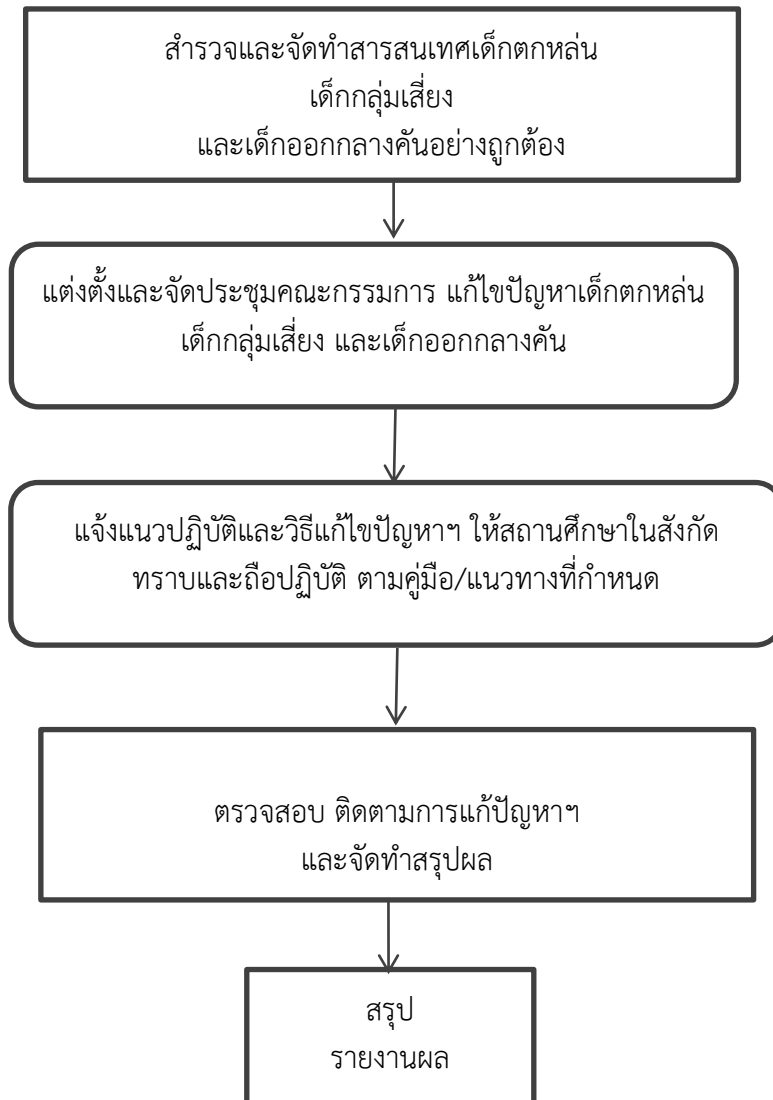 สำรวจและจัดทำสารสนเทศเด็กตกหล่น
เด็กกลุ่มเสี่ยง
และเด็กออกกลางคันอย่างถูกต้อง
แต่งตั้งและจัดประชุมคณะกรรมการ แก้ไขปัญหาเด็กตกหล่น
เด็กกลุ่มเสี่ยง และเด็กออกกลางคัน
แจ้งแนวปฏิบัติและวิธีแก้ไขปัญหาฯ ให้สถานศึกษาในสังกัด
ทราบและถือปฏิบัติ ตามคู่มือ/แนวทางที่กำหนด
ตรวจสอบ ติดตามการแก้ปัญหาฯ
และจัดทำสรุปผล
สรุป
รายงานผล